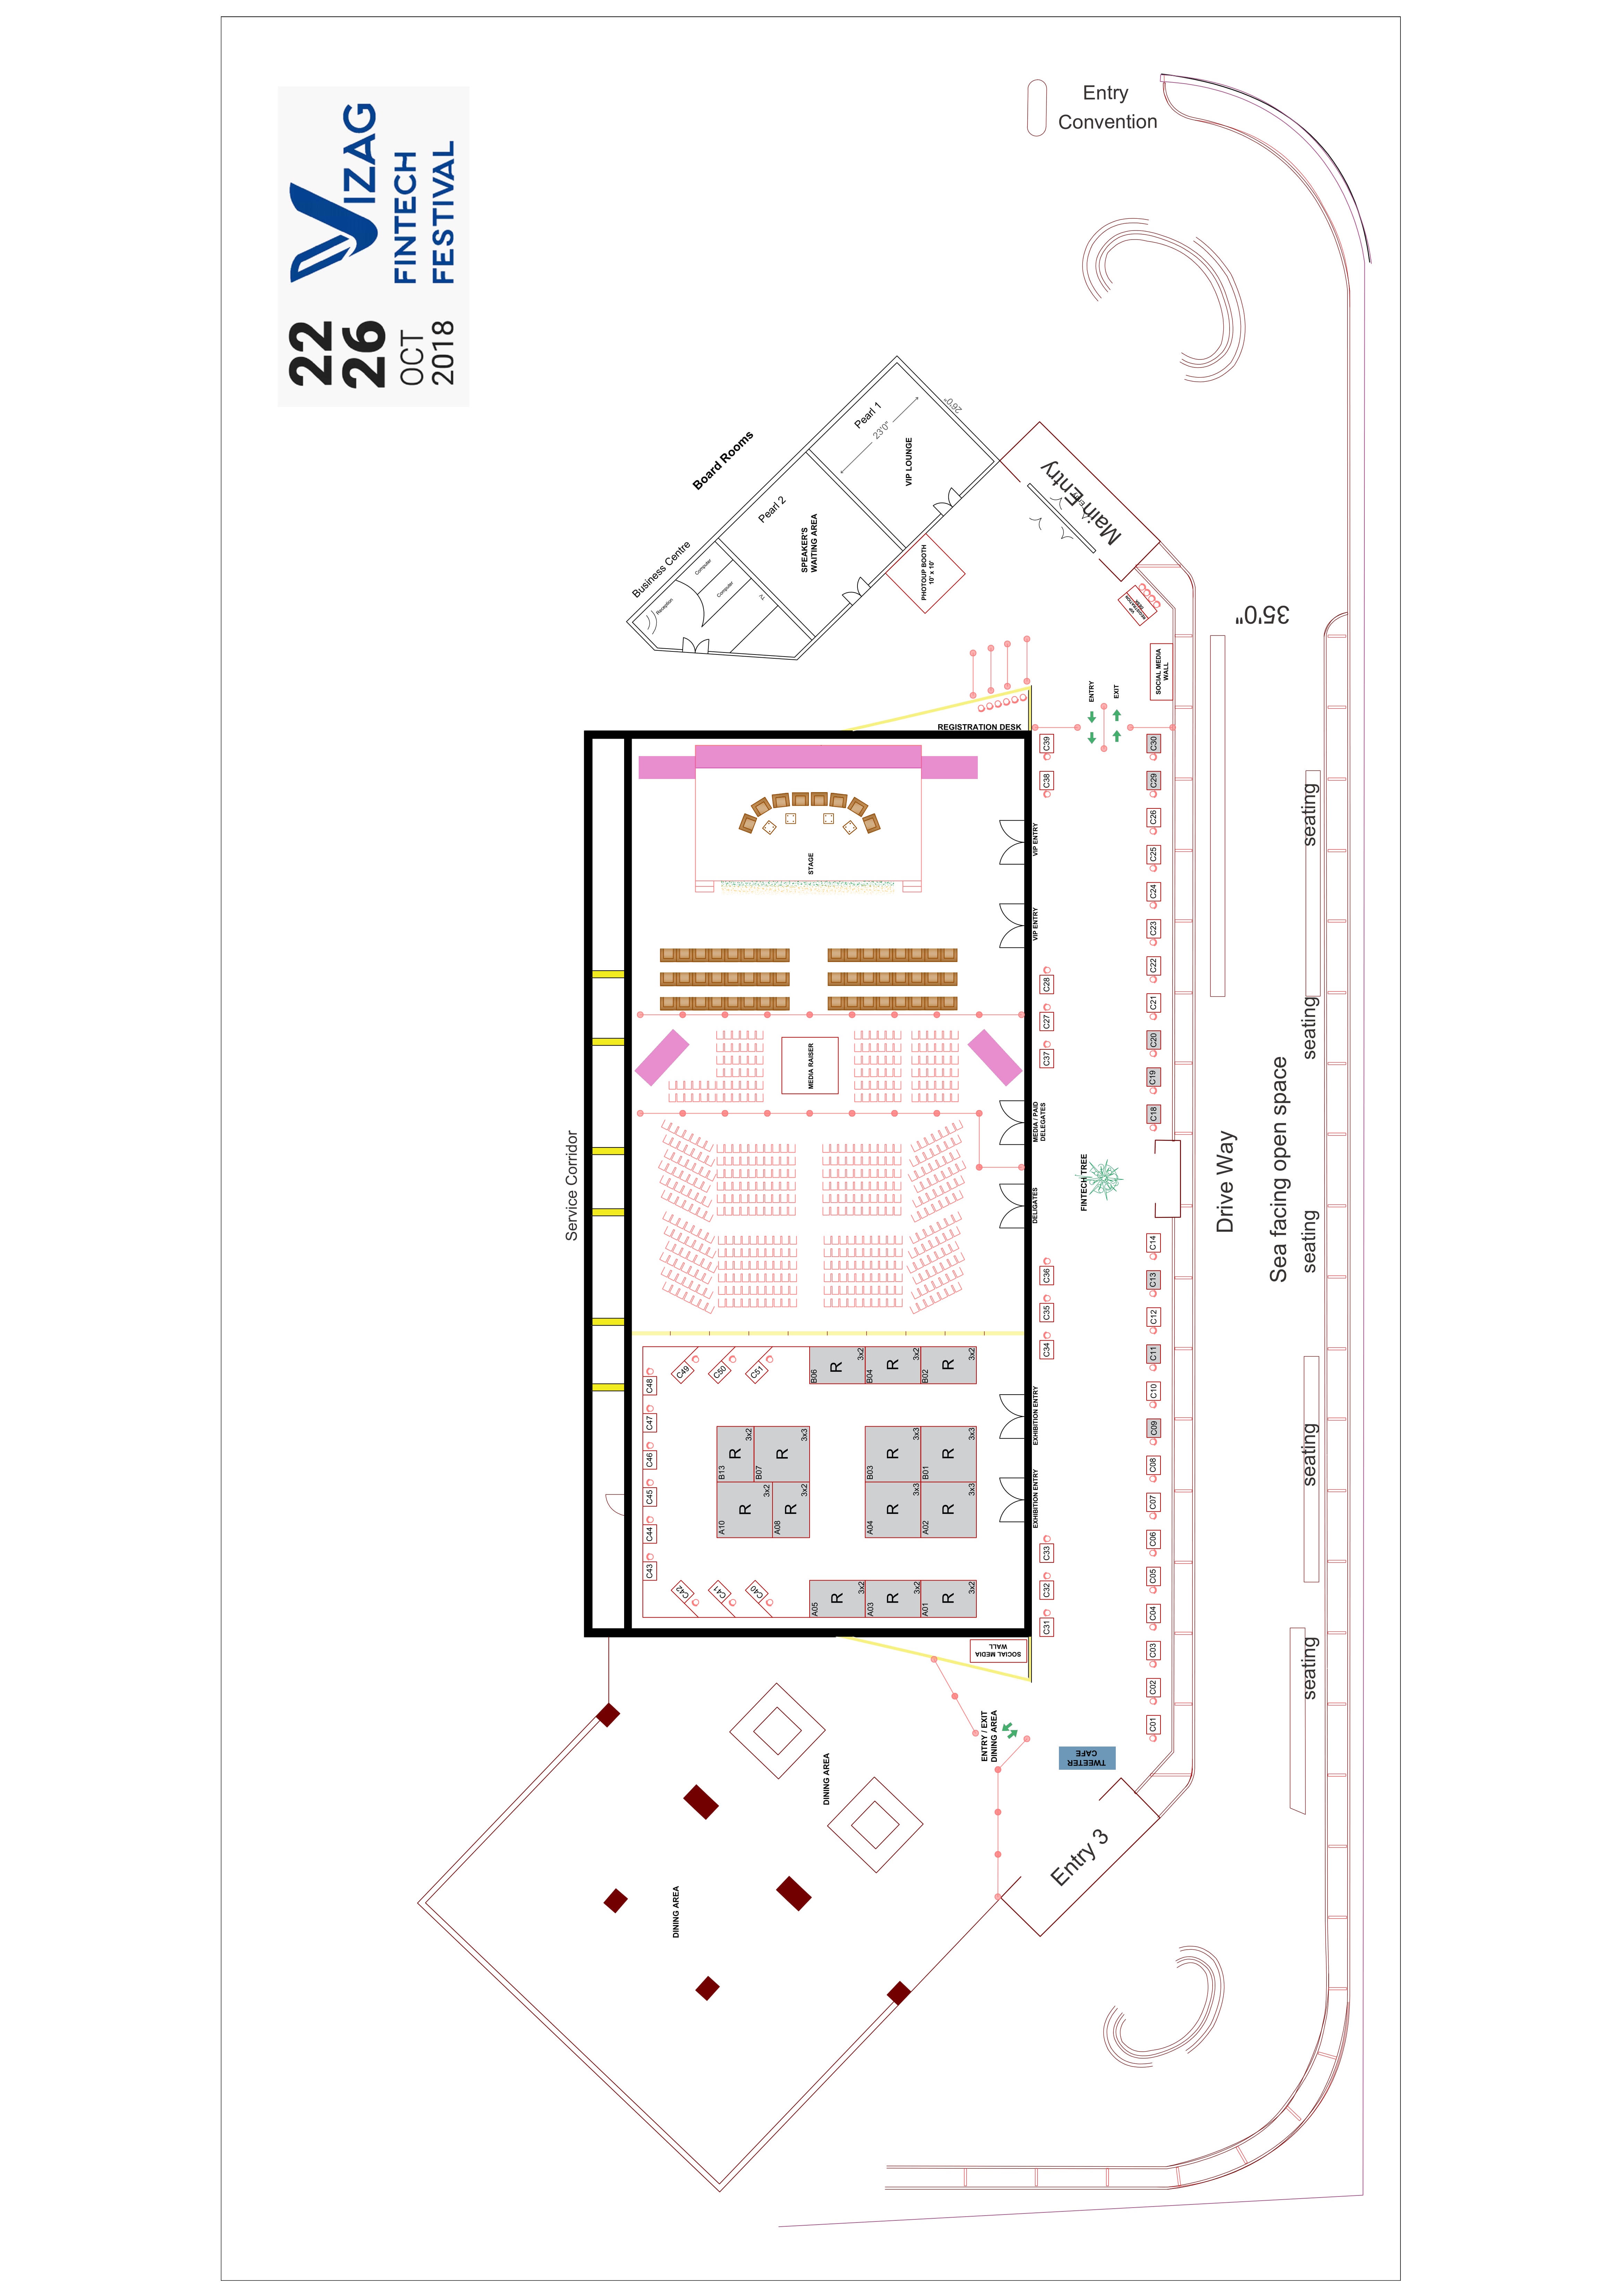 22
26
OCT
2018
VIZAG
FINTECH
FESTIVAL
Entry
Convention
Board Rooms
Pearl 1
23'0"
26'0"
VIP LOUNGE
Pearl 2
SPEAKER'S
WAITING AREA
Business Centre
Computer
Computer
Reception
TV
PHOTOUP BOOTH
10' x 10'
Main Entry
VIP
REGISTRATION
DESK
SOCIAL MEDIA
WALL
35'0"
ENTRY
EXIT
REGISTRATION DESK
C39
C38
C30
C29
C26
C25
C24
C23
C22
C21
C20
C19
C18
STAGE
VIP ENTRY
VIP ENTRY
C28
C27
C37
MEDIA RAISER
MEDIA / PAID
DELEGATES
DELIGATES
FINTECH TREE
Service Corridor
Drive Way
Sea facing open space
seating
seating
seating
seating
seating
C36
C35
C34
C14
C13
C12
C11
C10
C09
C08
C07
C06
C05
C04
C03
C02
C01
EXHIBITION ENTRY
EXHIBITION ENTRY
C33
C32
C31
C48
C47
C46
C45
C44
C43
C49
C50
C51
C42
C41
C40
B06
R
3x2
B04
R
3x2
B02
R
3x2
B13
R
3x2
B07
R
3x3
B03
R
3x3
B01
R
3x3
A10
R
3x2
A08
R
3x2
A04
R
3x3
A02
R
3x3
A05
R
3x2
A03
R
3x2
A01
R
3x2
SOCIAL MEDIA
WALL
ENTRY / EXIT
DINING AREA
TWEETER
CAFE
DINING AREA
DINING AREA
Entry 3